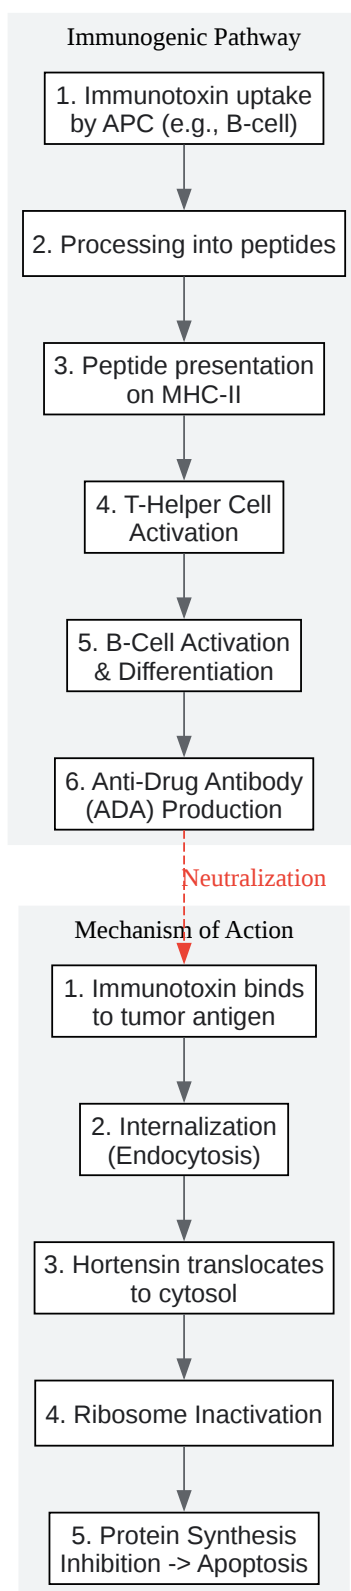 Immunogenic Pathway
1. Immunotoxin uptake
by APC (e.g., B-cell)
2. Processing into peptides
3. Peptide presentation
on MHC-II
4. T-Helper Cell
Activation
5. B-Cell Activation
& Differentiation
6. Anti-Drug Antibody
(ADA) Production
Neutralization
Mechanism of Action
1. Immunotoxin binds
to tumor antigen
2. Internalization
(Endocytosis)
3. Hortensin translocates
to cytosol
4. Ribosome Inactivation
5. Protein Synthesis
Inhibition -> Apoptosis